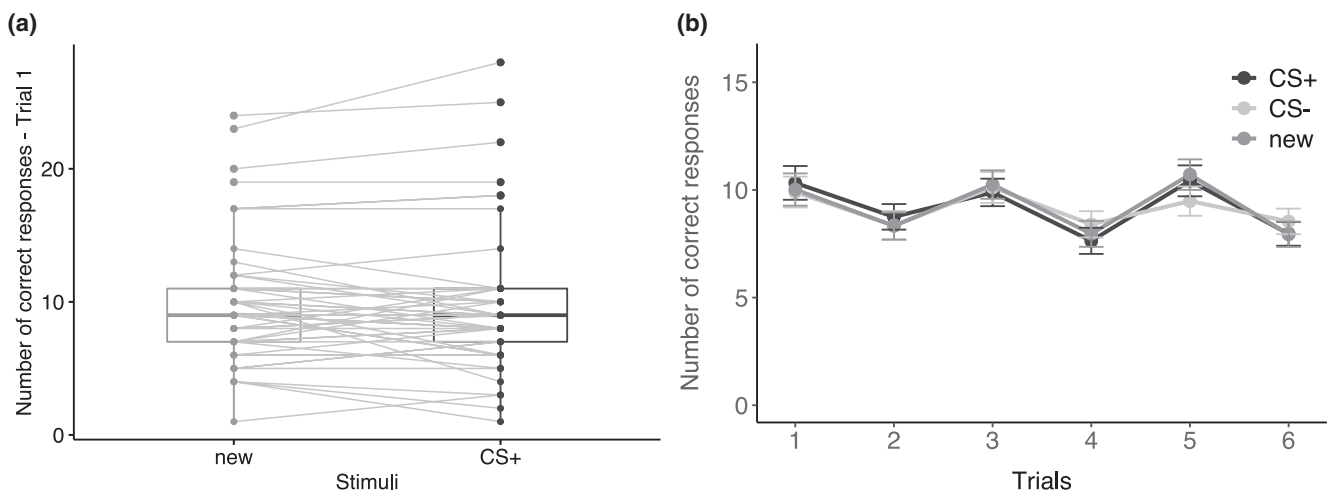 (a)
Number of correct responses - Trial 1
20
10
0
new
CS+
Stimuli
(b)
Number of correct responses
15
10
5
0
CS+
CS-
new
1 2 3 4 5 6
Trials